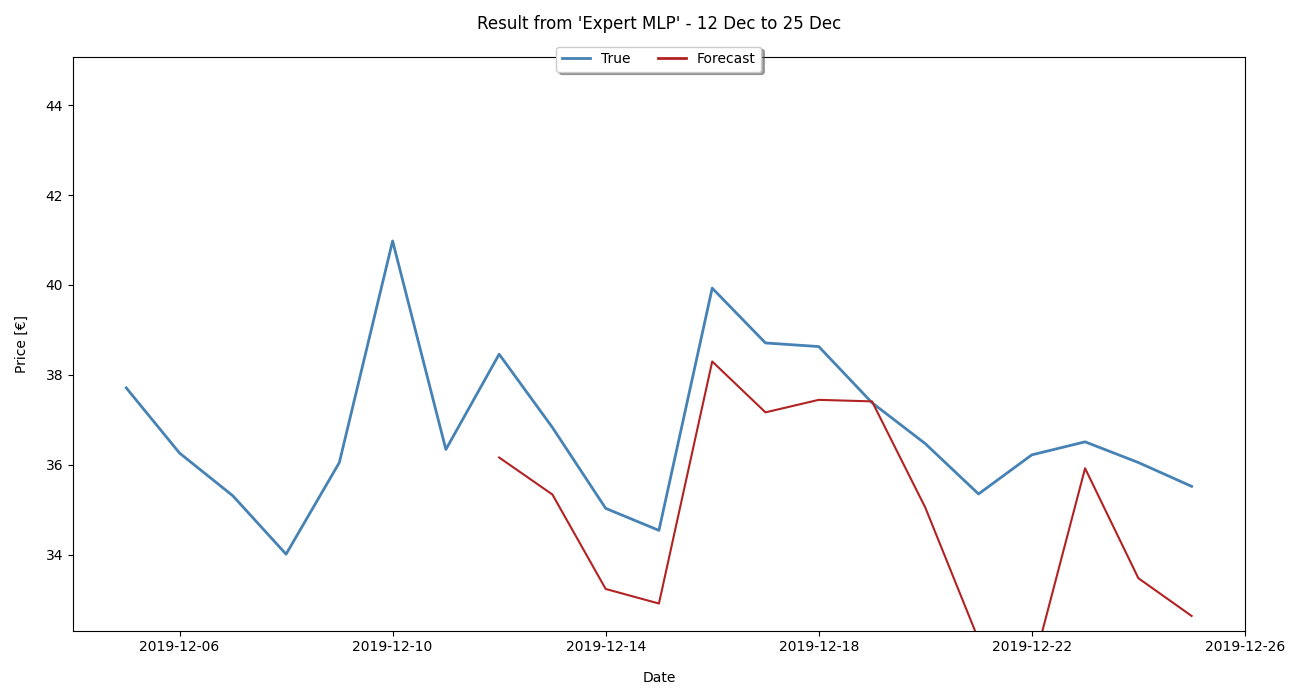 Result from 'Expert MLP' - 12 Dec to 25 Dec
True Forecast
44
42
40
38
36
34
Price [€]
2019-12-06 2019-12-10 2019-12-14 2019-12-18 2019-12-22 2019-12-26
Date